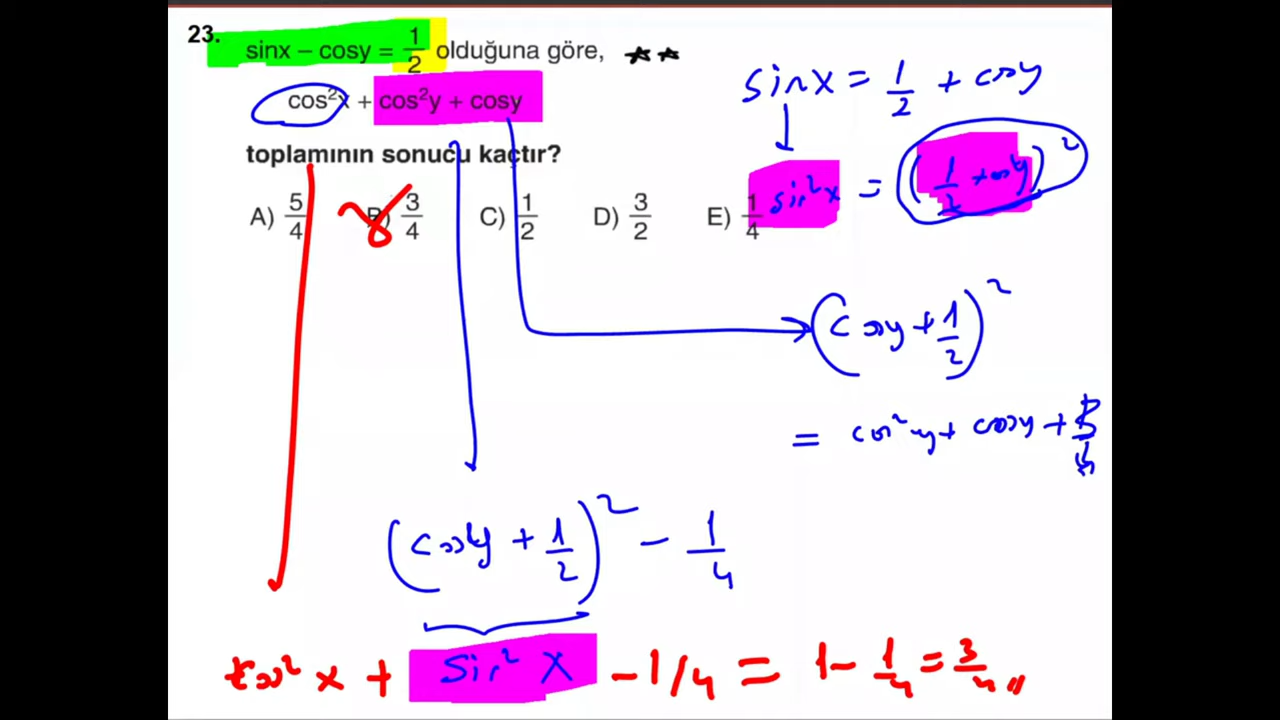 23. sinx – cosy = 1/2 olduğuna göre,
cos²x + cos²y + cosy
toplamının sonucu kaçtır?
A) 5/4 B) 3/4 C) 1/2 D) 3/2 E) 1/4
sinx = 1/2 + cosy
sin²x = (1/2 + cosy)²
(cosy + 1/2)²
= cos²y + cosy +
(cosy + 1/2)² - 1/4
cos²x + sin²x - 1/4 = 1 - 1/4 = 3/4 //